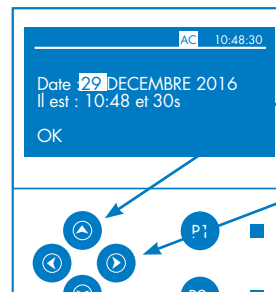 AC 10:48:30
Date : 29 DECEMBRE 2016
Il est : 10:48 et 30s
OK
P1